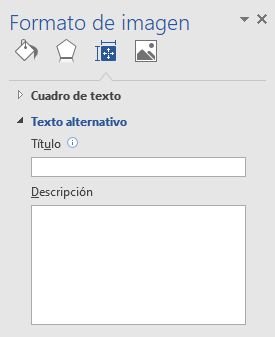 Formato de imagen
Cuadro de texto
Texto alternativo
Título
Descripción